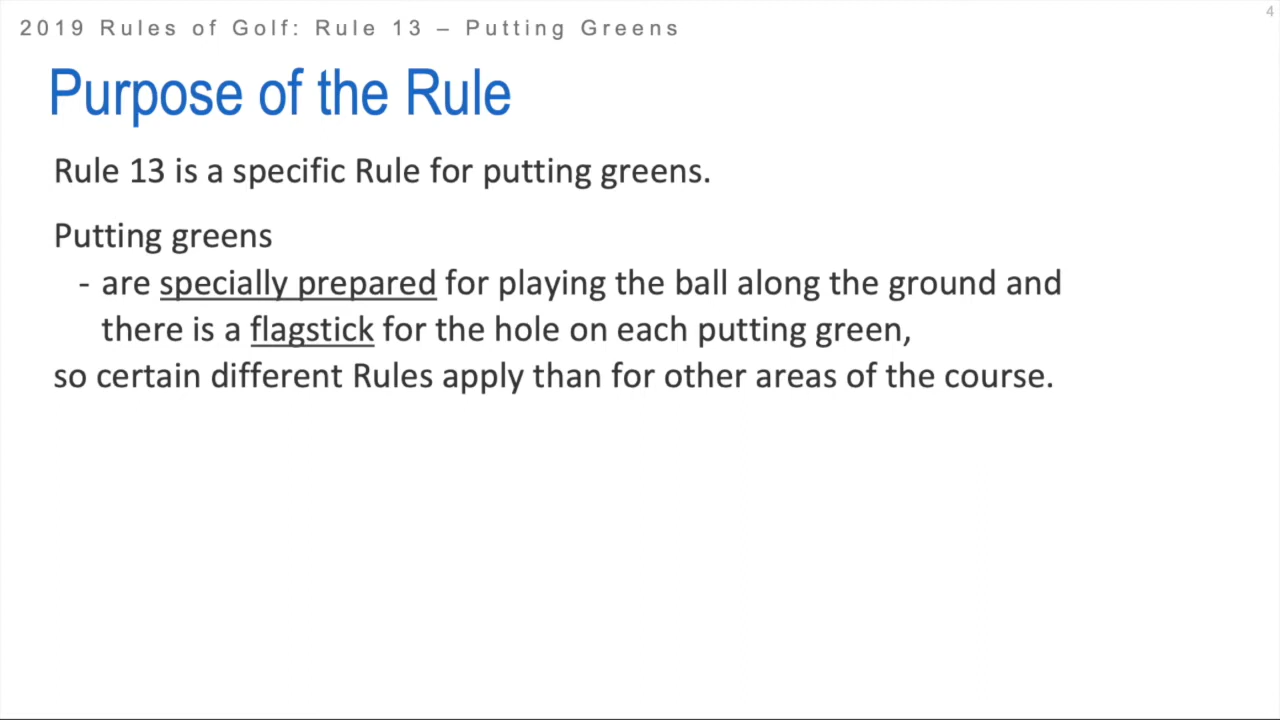 2019 Rules of Golf: Rule 13 – Putting Greens
4
Purpose of the Rule
Rule 13 is a specific Rule for putting greens.
Putting greens
- are specially prepared for playing the ball along the ground and
there is a flagstick for the hole on each putting green,
so certain different Rules apply than for other areas of the course.